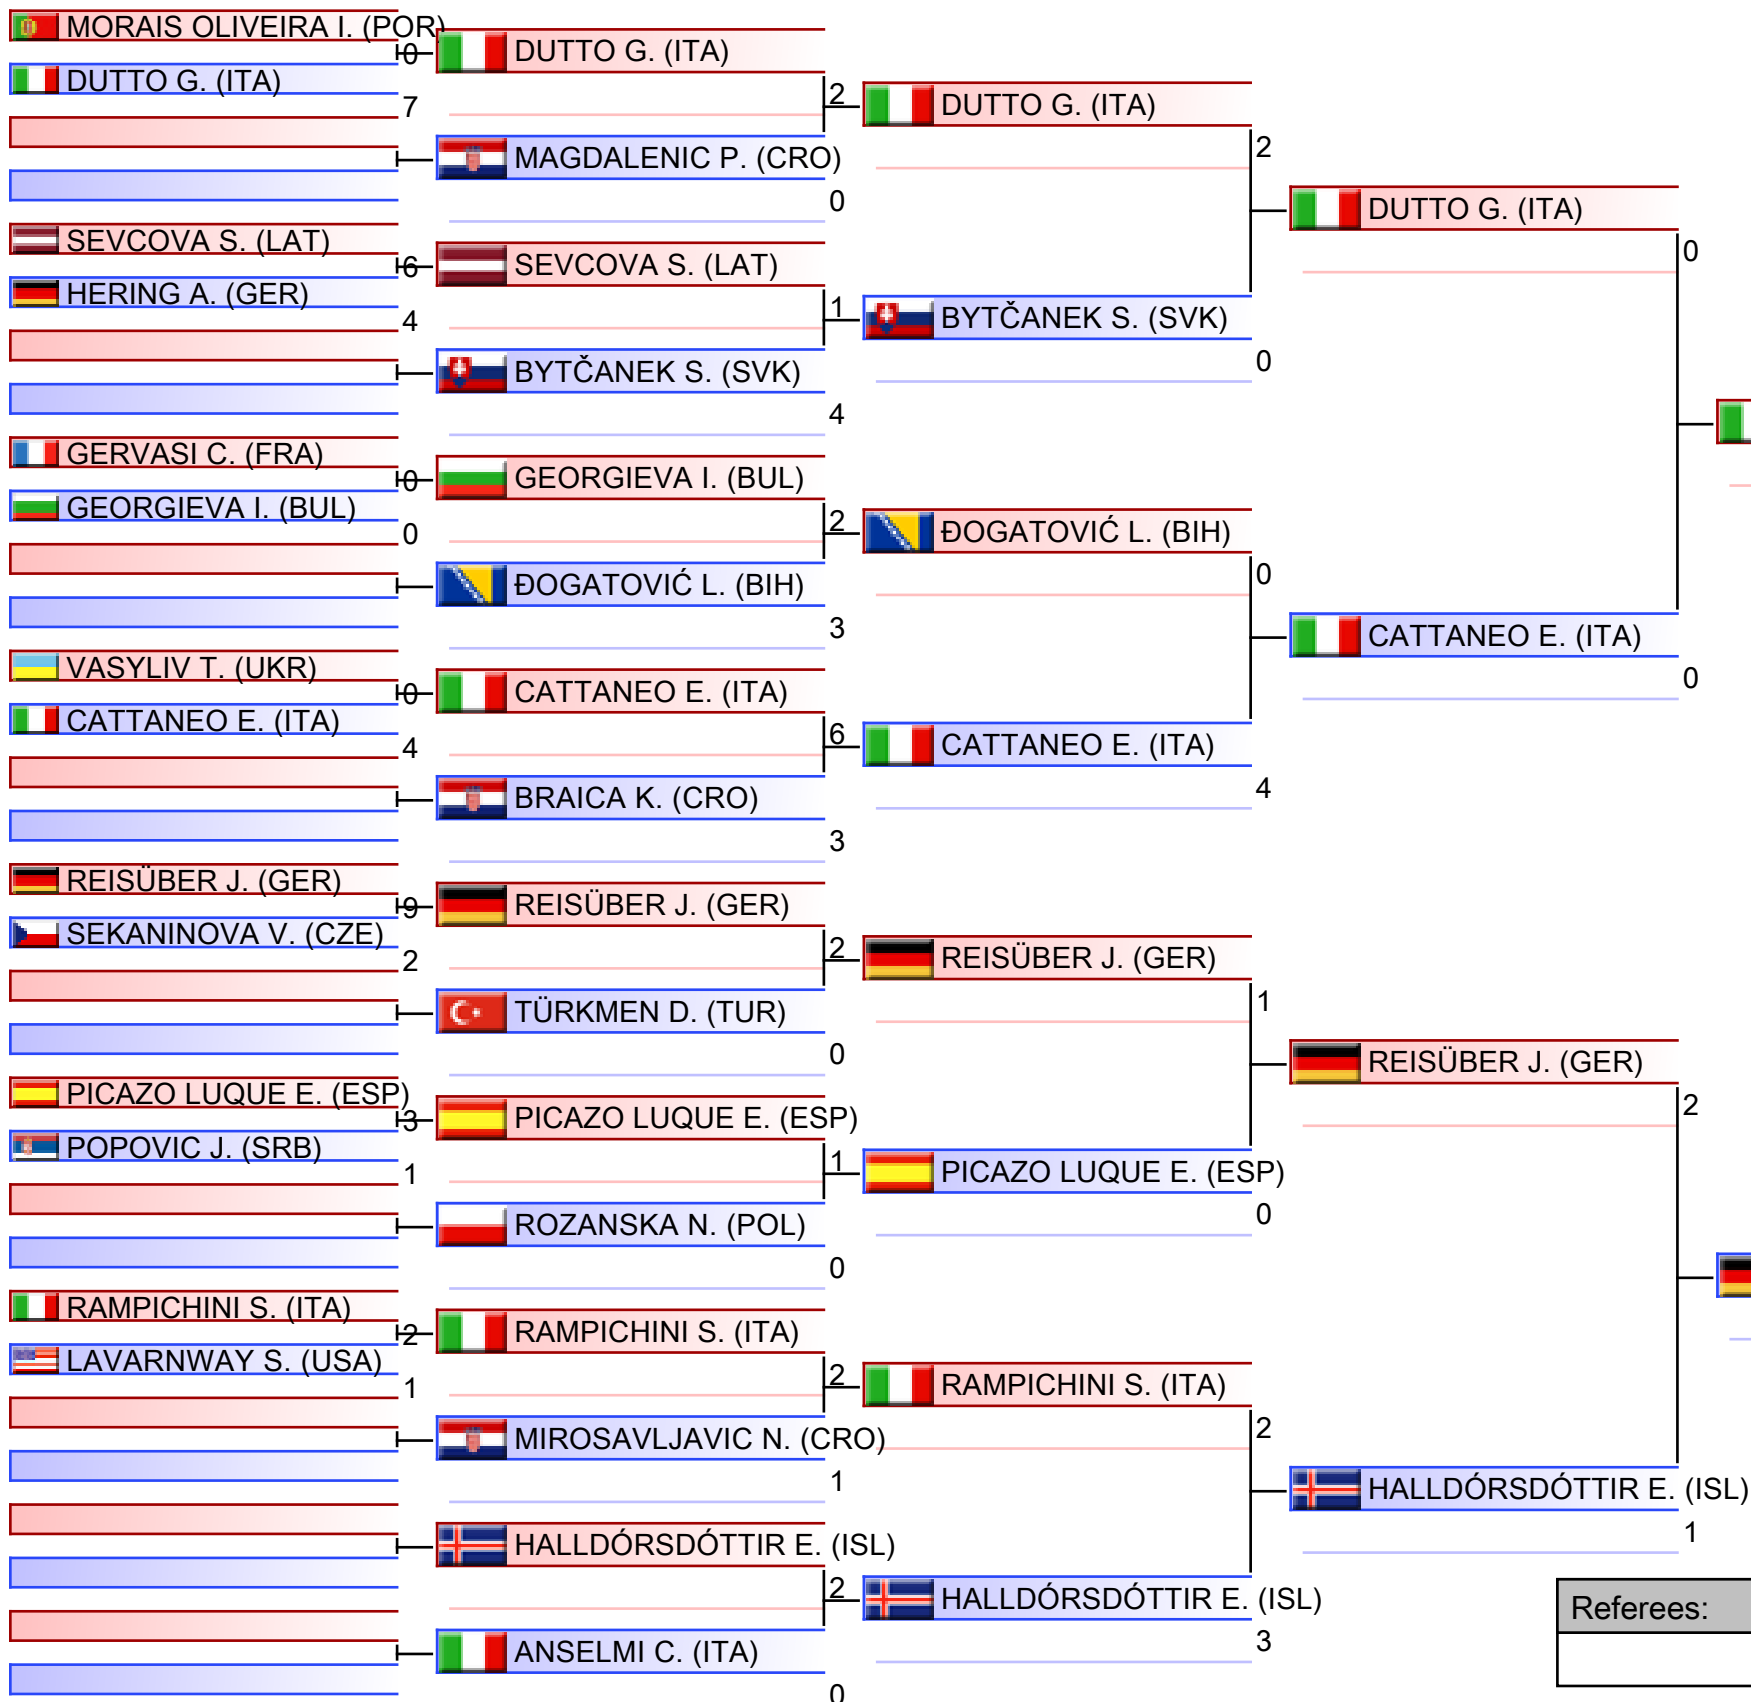 MORAIS OLIVEIRA I. (POR)
0
DUTTO G. (ITA)
7
SEVCOVA S. (LAT)
6
HERING A. (GER)
4
GERVASI C. (FRA)
0
GEORGIEVA I. (BUL)
0
VASYLIV T. (UKR)
0
CATTANEO E. (ITA)
4
REISÜBER J. (GER)
9
SEKANINOVA V. (CZE)
2
PICAZO LUQUE E. (ESP)
3
POPOVIC J. (SRB)
1
RAMPICHINI S. (ITA)
2
LAVARNWAY S. (USA)
1
DUTTO G. (ITA)
2
MAGDALENIC P. (CRO)
0
SEVCOVA S. (LAT)
1
BYTČANEK S. (SVK)
4
GEORGIEVA I. (BUL)
2
ĐOGATOVIĆ L. (BIH)
3
CATTANEO E. (ITA)
6
BRAICA K. (CRO)
3
REISÜBER J. (GER)
2
TÜRKMEN D. (TUR)
0
PICAZO LUQUE E. (ESP)
1
ROZANSKA N. (POL)
0
RAMPICHINI S. (ITA)
2
MIROSAVLJAVIC N. (CRO)
1
HALLDÓRSDÓTTIR E. (ISL)
2
ANSELMI C. (ITA)
0
DUTTO G. (ITA)
2
BYTČANEK S. (SVK)
0
ĐOGATOVIĆ L. (BIH)
0
CATTANEO E. (ITA)
4
REISÜBER J. (GER)
1
PICAZO LUQUE E. (ESP)
0
RAMPICHINI S. (ITA)
2
HALLDÓRSDÓTTIR E. (ISL)
3
DUTTO G. (ITA)
0
CATTANEO E. (ITA)
0
REISÜBER J. (GER)
2
HALLDÓRSDÓTTIR E. (ISL)
1
Referees: